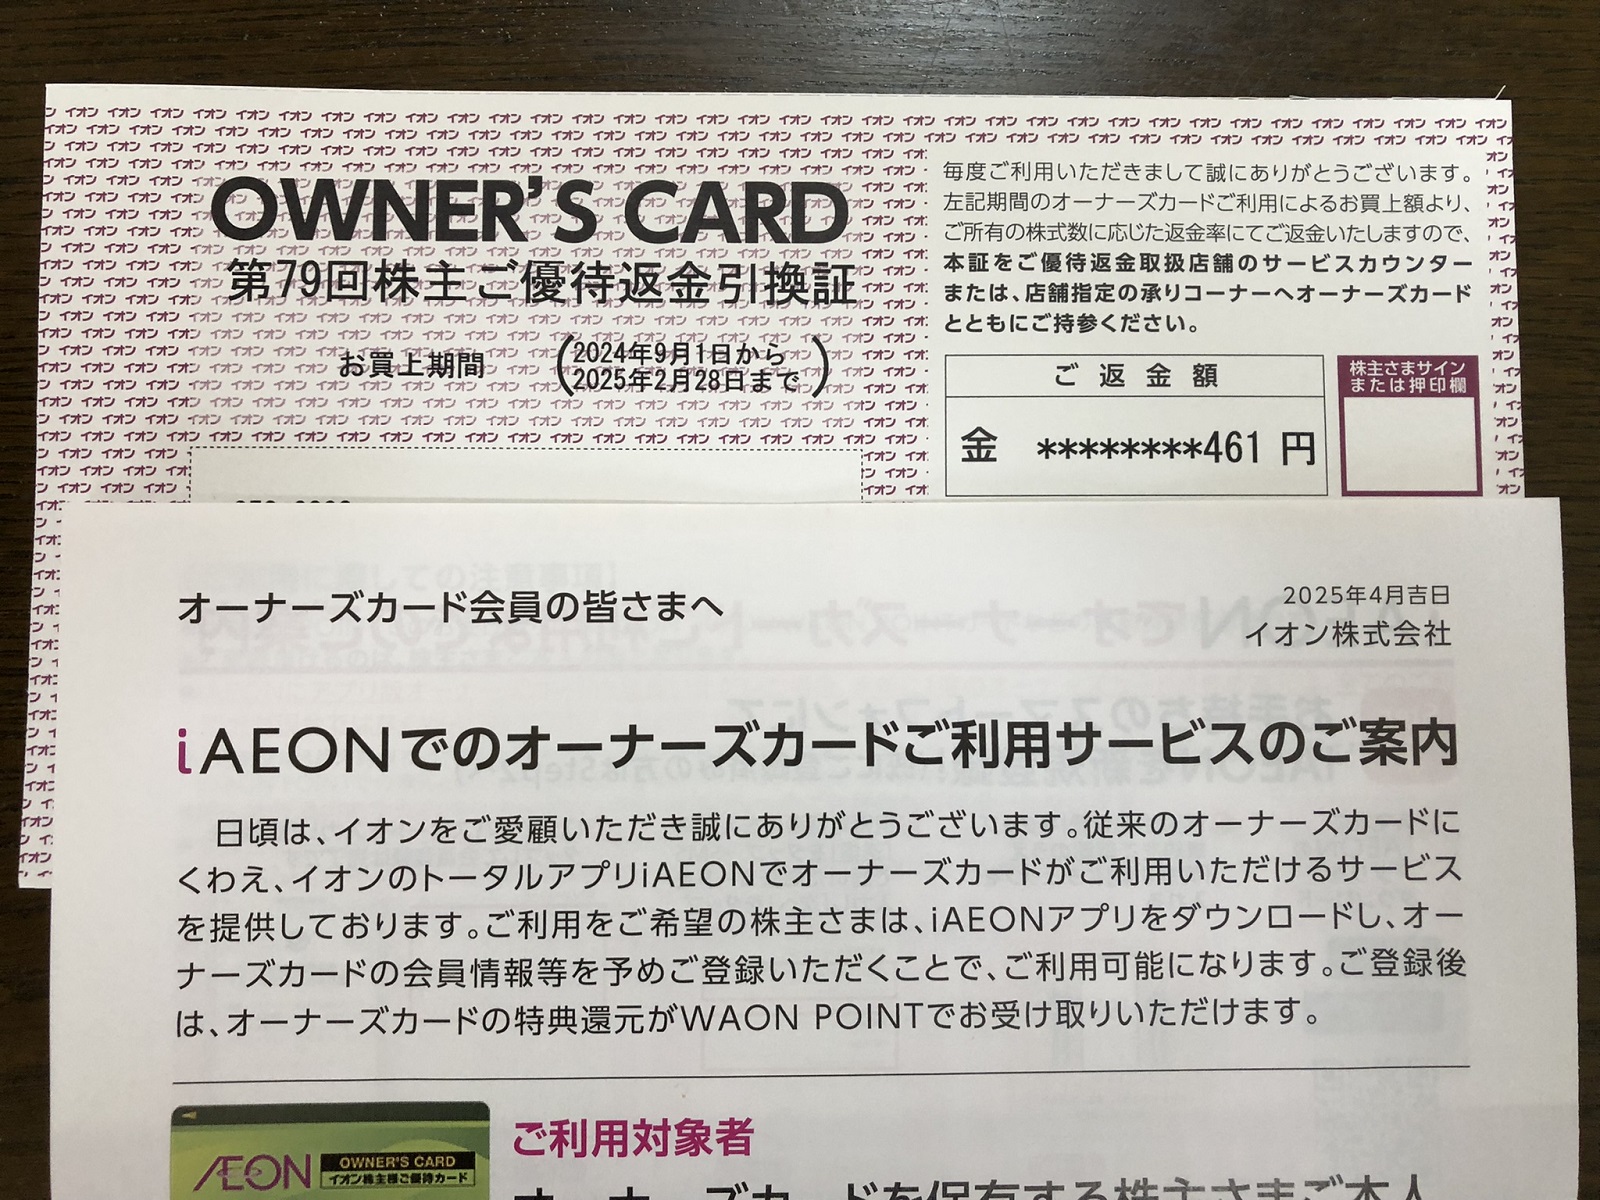 OWNER'S CARD
第79回株主ご優待返金引換証
お買上期間
2024年9月1日から
2025年2月28日まで
毎度ご利用いただきまして誠にありがとうございます。
左記期間のオーナーズカードご利用によるお買上額より、
ご所有の株式数に応じた返金率にてご返金いたしますので、
本証をご優待返金取扱店舗のサービスカウンター
または、店舗指定の承りコーナーへオーナーズカード
とともにご持参ください。
ご返金額
金 ********461 円
株主さまサイン
または押印欄
オーナーズカード会員の皆さまへ
2025年4月吉日
イオン株式会社
iAEONでのオーナーズカードご利用サービスのご案内
日頃は、イオンをご愛顧いただき誠にありがとうございます。従来のオーナーズカードに
くわえ、イオンのトータルアプリiAEONでオーナーズカードがご利用いただけるサービス
を提供しております。ご利用をご希望の株主さまは、iAEONアプリをダウンロードし、オー
ナーズカードの会員情報等を予めご登録いただくことで、ご利用可能になります。ご登録後
は、オーナーズカードの特典還元がWAON POINTでお受け取りいただけます。
AEON
OWNER'S CARD
イオン株主様ご優待カード
ご利用対象者
オーナーズカードを保有する株主さまご本人